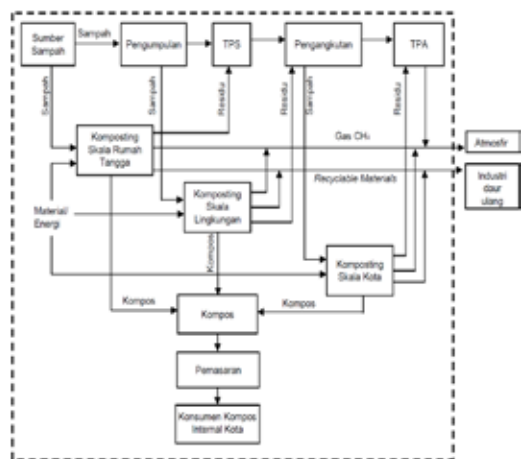 Sumber
Sampah
Sampah
Pengumpulan
TPS
Pengangkutan
TPA
Sampah
Sampah
Residu
Residu
Sampah
Residu
Gas CH₄
Atmosfir
Komposting
Skala Rumah
Tangga
Recyclable Materials
Industri
daur
ulang
Komposting
Skala
Lingkungan
Material/
Energi
Kompos
Komposting
Skala Kota
Kompos
Kompos
Kompos
Pemasaran
Konsumen Kompos
Internal Kota